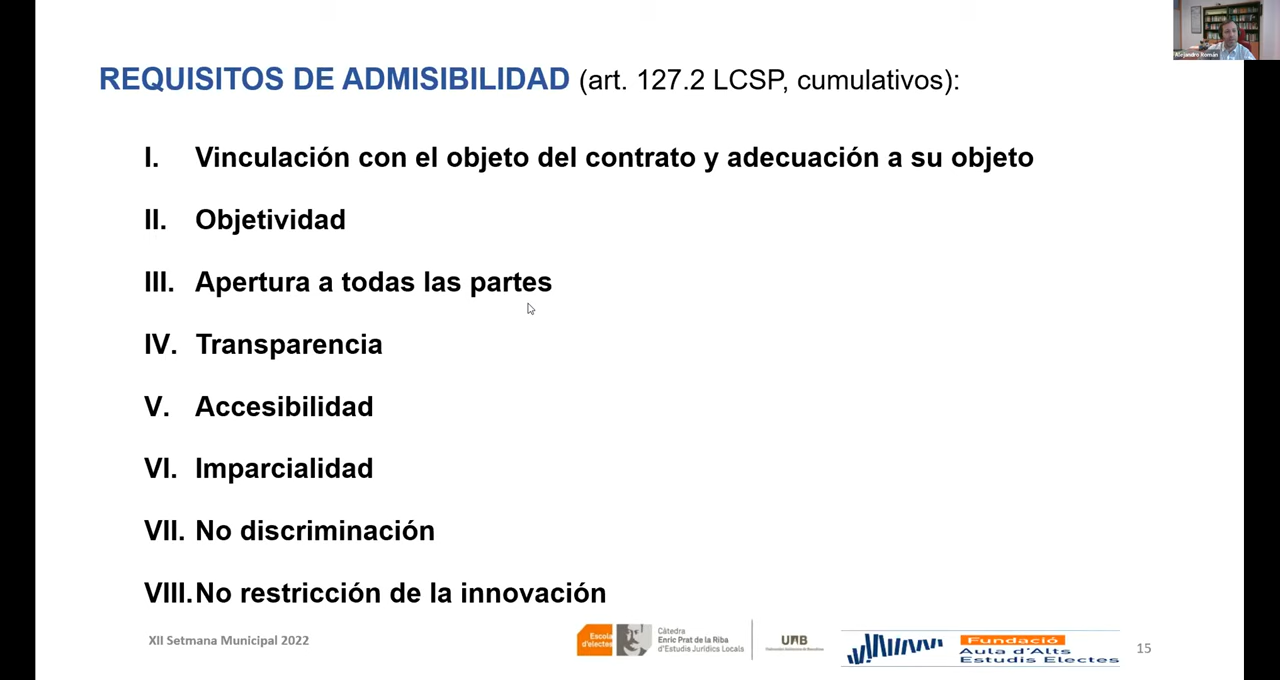 Alejandro Román
REQUISITOS DE ADMISIBILIDAD (art. 127.2 LCSP, cumulativos):
I. Vinculación con el objeto del contrato y adecuación a su objeto
II. Objetividad
III. Apertura a todas las partes
IV. Transparencia
V. Accesibilidad
VI. Imparcialidad
VII. No discriminación
VIII. No restricción de la innovación
XII Setmana Municipal 2022
Escola d'electes
Càtedra
Enric Prat de la Riba
d'Estudis Jurídics Locals
UAB
Universitat Autònoma de Barcelona
Fundació
Aula d'Alts
Estudis Electes
15